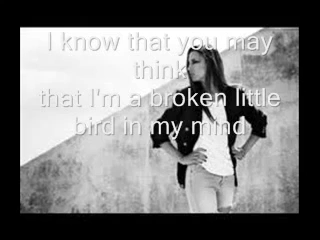 I know that you may
think
that I'm a broken little
bird in my mind